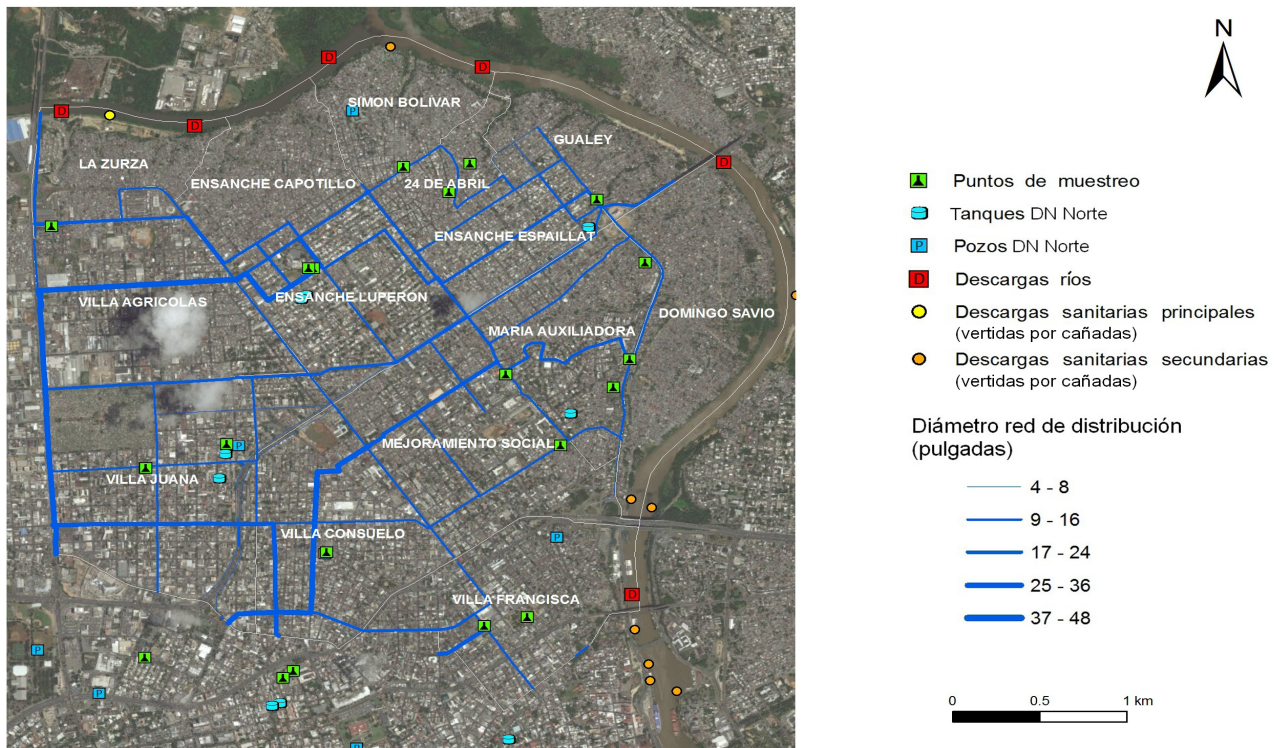 N
SIMON BOLIVAR
GUALEY
LA ZURZA
ENSANCHE CAPOTILLO
24 DE ABRIL
ENSANCHE ESPAILLAT
VILLA AGRICOLAS
ENSANCHE LUPERON
DOMINGO SAVIO
MARIA AUXILIADORA
MEJORAMIENTO SOCIAL
VILLA JUANA
VILLA CONSUELO
VILLA FRANCISCA
Puntos de muestreo
Tanques DN Norte
P Pozos DN Norte
D Descargas ríos
Descargas sanitarias principales
(vertidas por cañadas)
Descargas sanitarias secundarias
(vertidas por cañadas)
Diámetro red de distribución
(pulgadas)
4 - 8
9 - 16
17 - 24
25 - 36
37 - 48
0 0.5 1 km